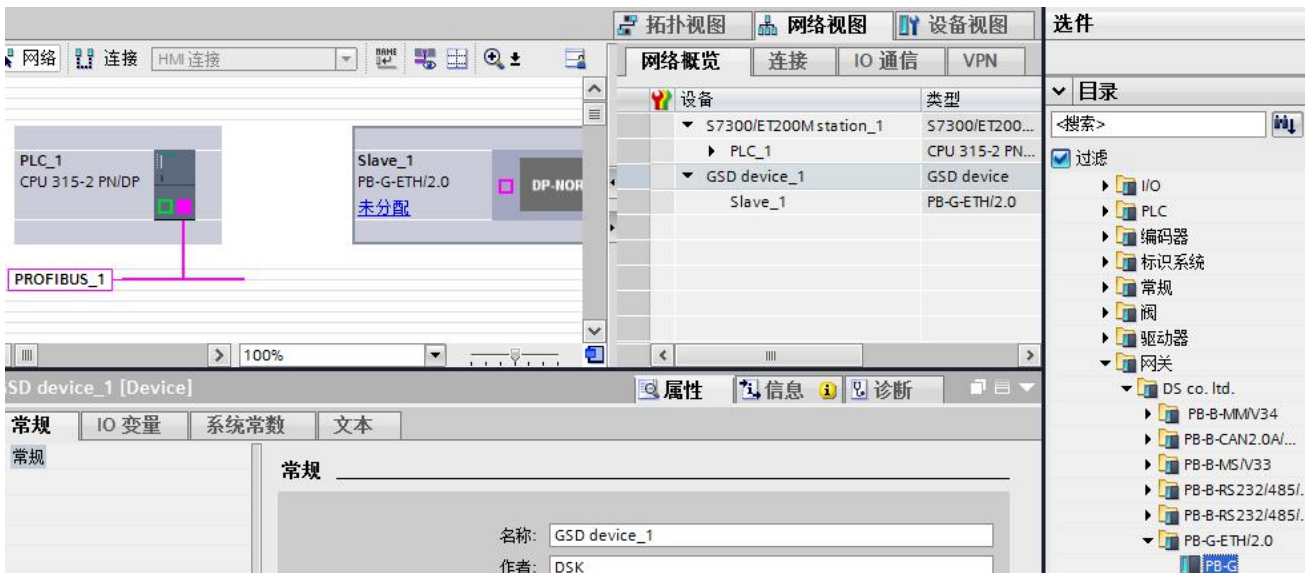 拓扑视图 网络视图 设备视图 选件
网络 连接 HMI 连接
网络概览 连接 IO 通信 VPN
目录
设备 类型
<搜索>
S7300/ET200M station_1 S7300/ET200...
过滤
PLC_1 CPU 315-2 PN...
GSD device_1 GSD device
Slave_1 PB-G-ETH/2.0
PLC_1
CPU 315-2 PN/DP
Slave_1
PB-G-ETH/2.0
未分配
DP-NOR
PROFIBUS_1
100%
I/O
PLC
编码器
标识系统
常规
阀
驱动器
网关
DS co. ltd.
PB-B-MM/V34
PB-B-CAN2.0A/...
PB-B-MS/V33
PB-B-RS232/485/.
PB-B-RS232/485/.
PB-G-ETH/2.0
PB-G
SD device_1 [Device] 属性 信息 诊断
常规 IO 变量 系统常数 文本
常规
常规
名称: GSD device_1
作者: DSK